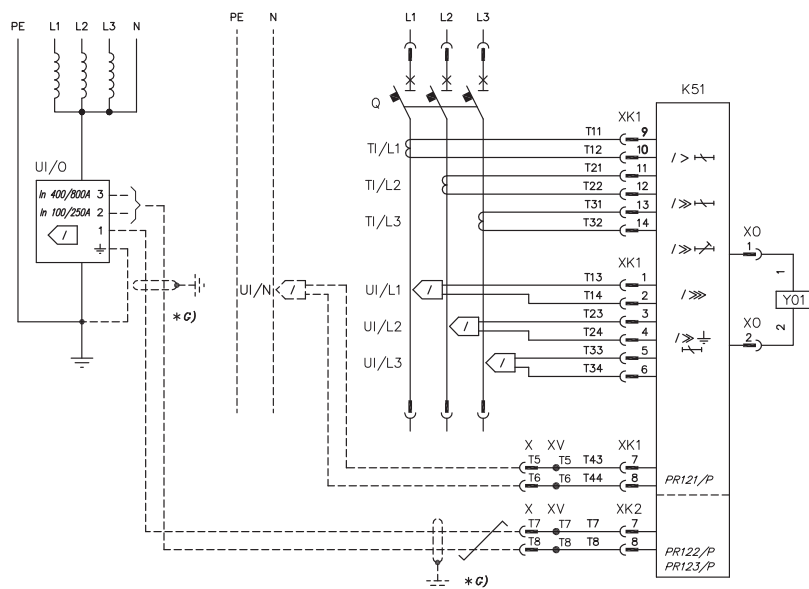 PE L1 L2 L3 N
PE N
L1 L2 L3
K51
Q
XK1
T11 9
TI/L1 T12 10
T21 11
TI/L2 T22 12
T31 13
TI/L3 T32 14
I >
I ≫
I ≫
UI/O
In 400/800A 3
In 100/250A 2
1
I
XO
1
1
XK1
UI/N I
UI/L1 I T13 1
T14 2
UI/L2 I T23 3
T24 4
UI/L3 I T33 5
T34 6
I ⋙
I ≫
Y01
XO
2
2
*G)
X XV XK1
T5 T5 T43 7
T6 T6 T44 8
PR121/P
X XV XK2
T7 T7 T7 7
T8 T8 T8 8
PR122/P
PR123/P
*G)